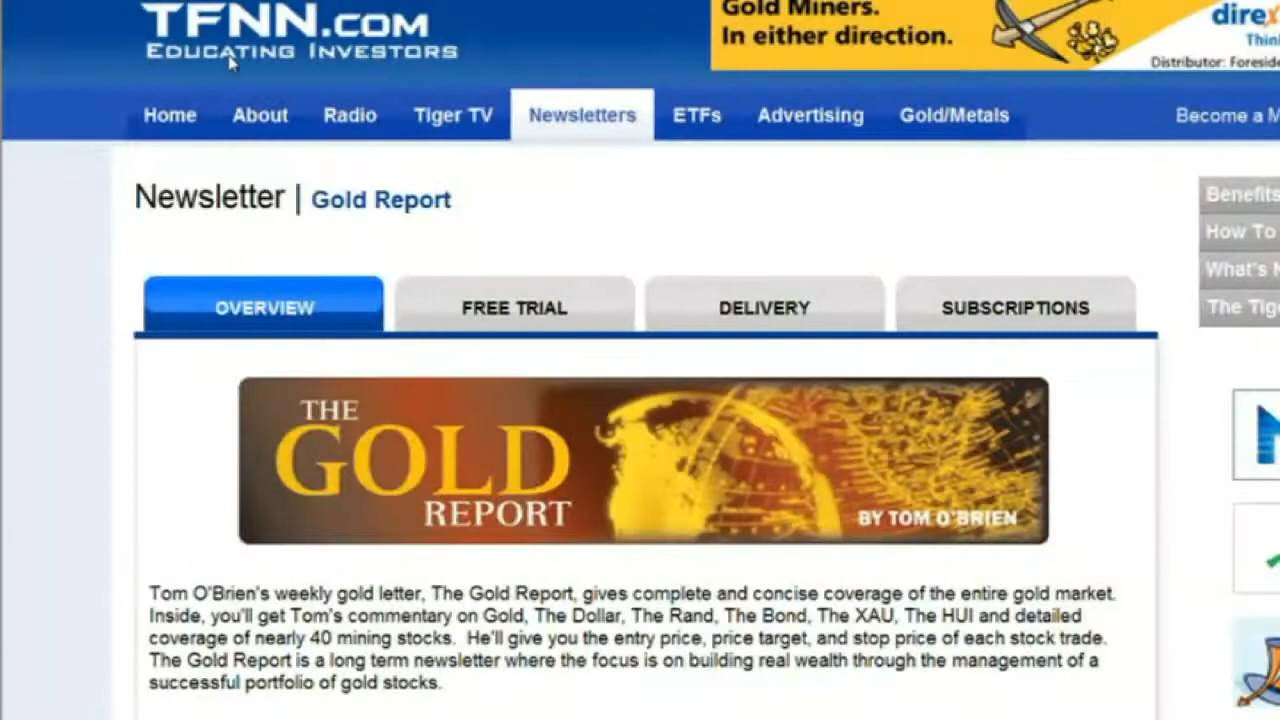 TFNN.COM
EDUCATING INVESTORS
Gold Miners.
In either direction.
Distributor:
Home About Radio Tiger TV Newsletters ETFs Advertising Gold/Metals Become a
Newsletter | Gold Report
Benefits
How To
What's
The
OVERVIEW FREE TRIAL DELIVERY SUBSCRIPTIONS
THE
GOLD
REPORT
BY TOM O'BRIEN
Tom O'Brien's weekly gold letter, The Gold Report, gives complete and concise coverage of the entire gold market.
Inside, you'll get Tom's commentary on Gold, The Dollar, The Rand, The Bond, The XAU, The HUI and detailed
coverage of nearly 40 mining stocks. He'll give you the entry price, price target, and stop price of each stock trade.
The Gold Report is a long term newsletter where the focus is on building real wealth through the management of a
successful portfolio of gold stocks.